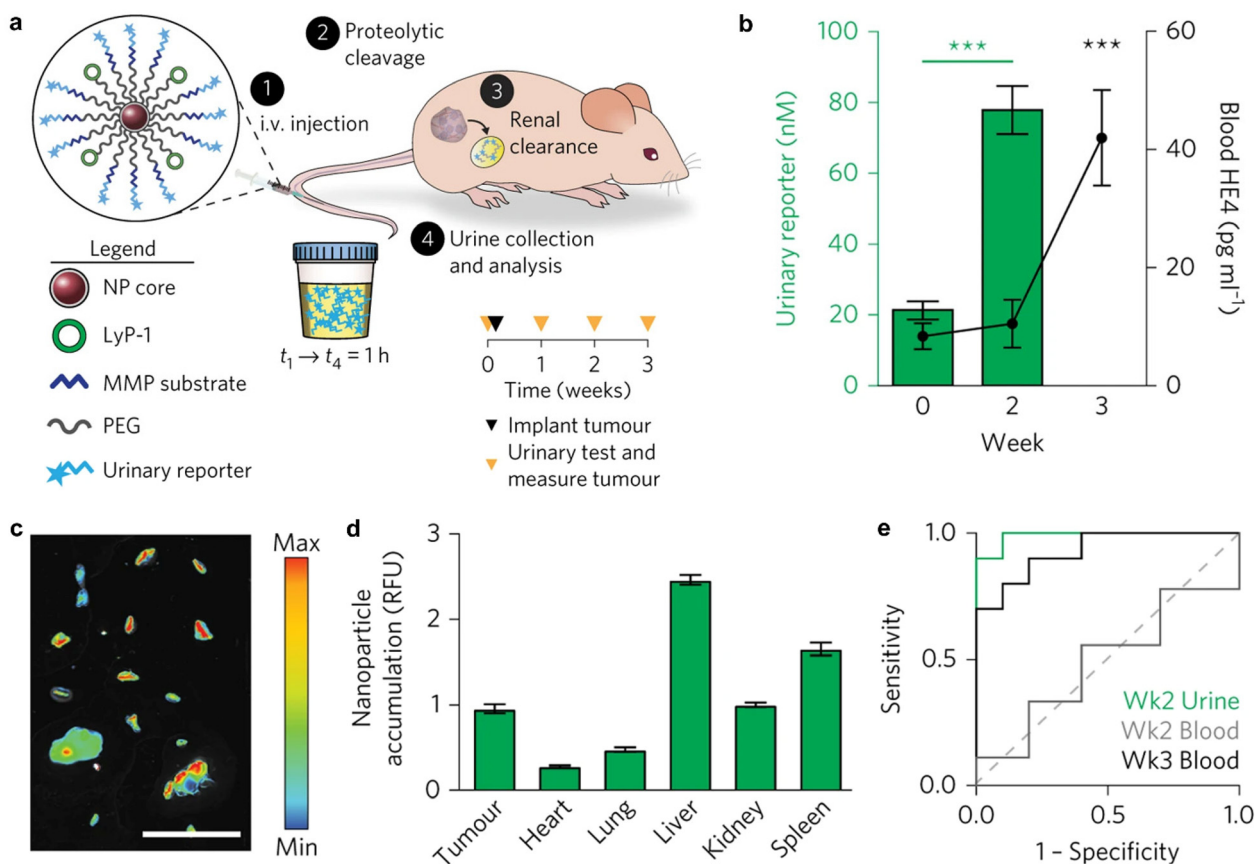 a
1
i.v. injection
2
Proteolytic
cleavage
3
Renal
clearance
4
Urine collection
and analysis
Legend
NP core
LyP-1
MMP substrate
PEG
Urinary reporter
t₁ → t₄ = 1 h
0 1 2 3
Time (weeks)
Implant tumour
Urinary test and
measure tumour
b
Urinary reporter (nM)
100
80
60
40
20
0
***
***
60
40
20
0
Blood HE4 (pg ml⁻¹)
0 2 3
Week
c
Max
Min
d
Nanoparticle
accumulation (RFU)
3
2
1
0
Tumour
Heart
Lung
Liver
Kidney
Spleen
e
Sensitivity
1.0
0.5
0.0
Wk2 Urine
Wk2 Blood
Wk3 Blood
0.0 0.5 1.0
1 – Specificity